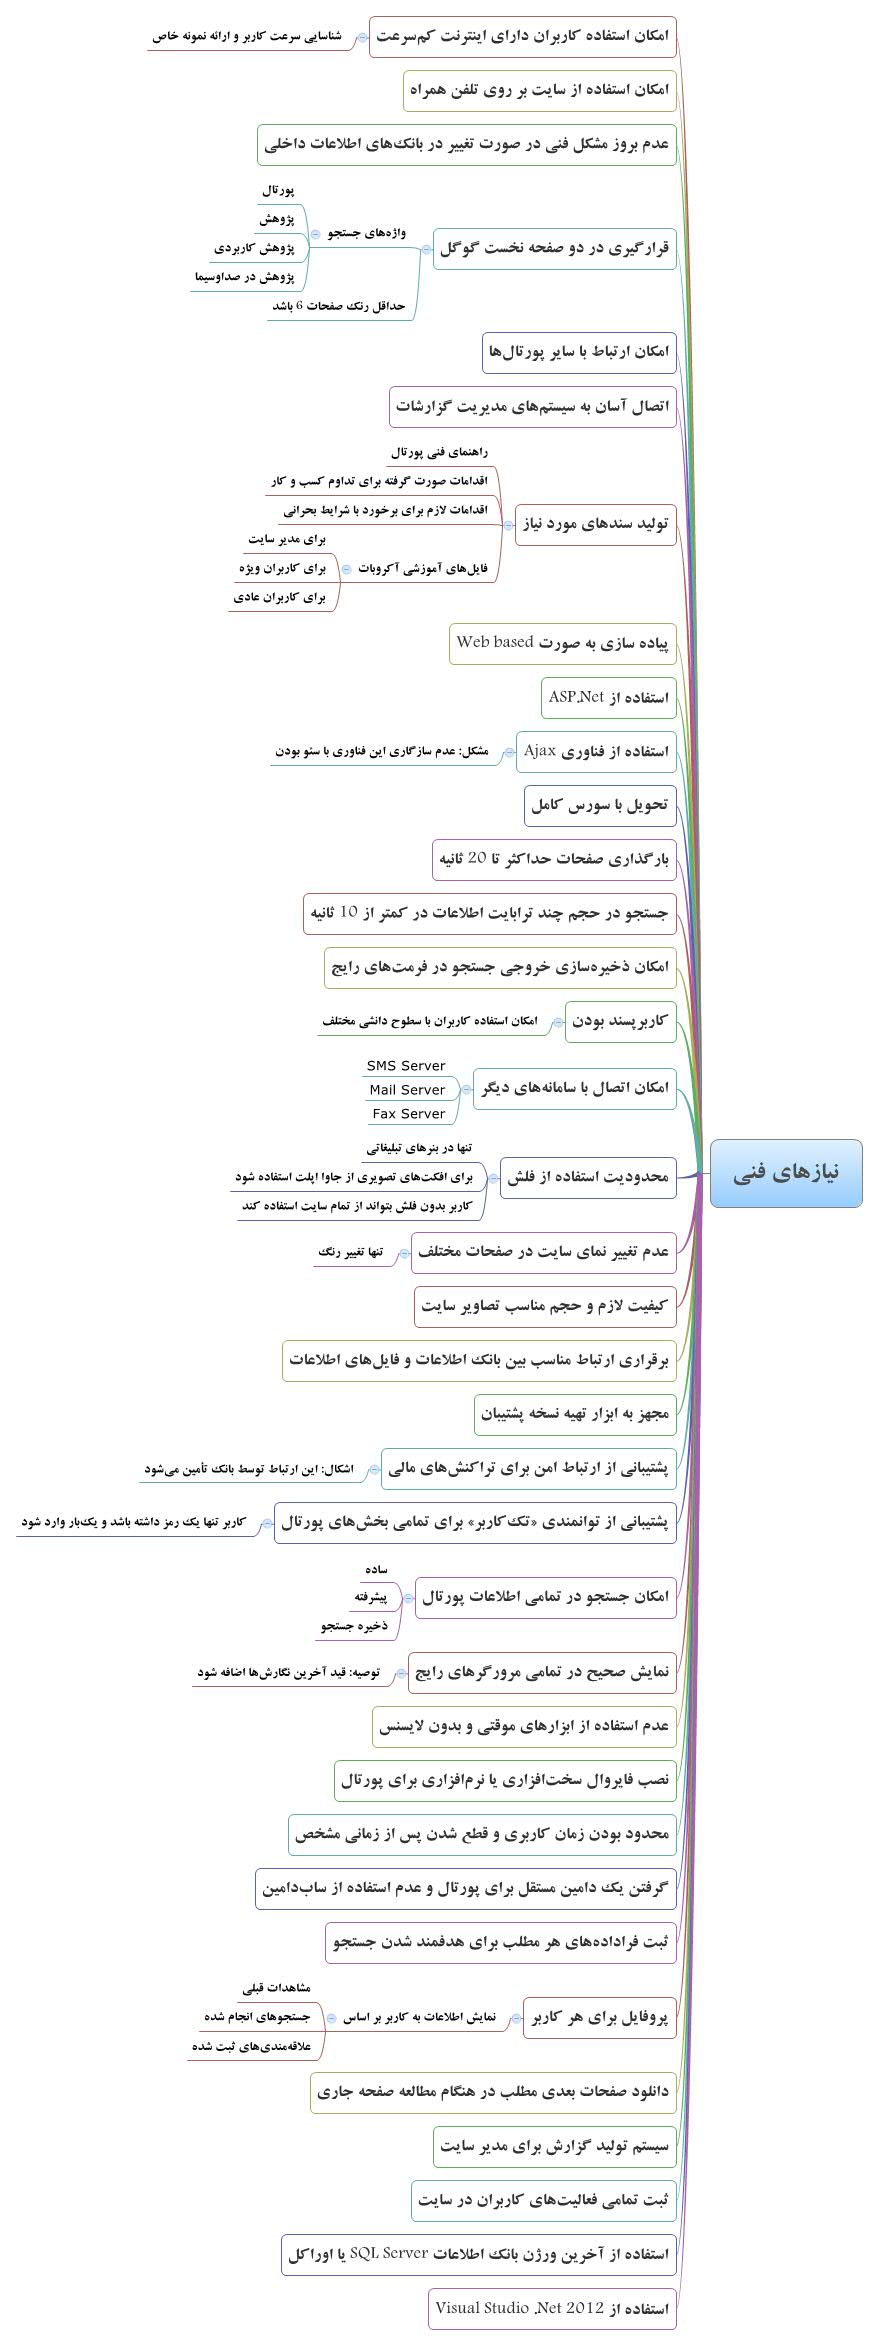 نیازهای فنی
امکان استفاده کاربران دارای اینترنت کم‌سرعت
شناسایی سرعت کاربر و ارائه نمونه خاص
امکان استفاده از سایت بر روی تلفن همراه
عدم بروز مشکل فنی در صورت تغییر در بانک‌های اطلاعات داخلی
قرارگیری در دو صفحه نخست گوگل
واژه‌های جستجو
پورتال
پژوهش
پژوهش کاربردی
پژوهش در صداوسیما
حداقل رنک صفحات 6 باشد
امکان ارتباط با سایر پورتال‌ها
اتصال آسان به سیستم‌های مدیریت گزارشات
تولید سندهای مورد نیاز
راهنمای فنی پورتال
اقدامات صورت گرفته برای تداوم کسب و کار
اقدامات لازم برای برخورد با شرایط بحرانی
فایل‌های آموزشی آکروبات
برای مدیر سایت
برای کاربران ویژه
برای کاربران عادی
پیاده سازی به صورت Web based
استفاده از ASP.Net
استفاده از فناوری Ajax
مشکل: عدم سازگاری این فناوری با سئو بودن
تحویل با سورس کامل
بارگذاری صفحات حداکثر تا 20 ثانیه
جستجو در حجم چند ترابایت اطلاعات در کمتر از 10 ثانیه
امکان ذخیره‌سازی خروجی جستجو در فرمت‌های رایج
کاربرپسند بودن
امکان استفاده کاربران با سطوح دانشی مختلف
امکان اتصال با سامانه‌های دیگر
SMS Server
Mail Server
Fax Server
محدودیت استفاده از فلش
تنها در بنرهای تبلیغاتی
برای افکت‌های تصویری از جاوا اپلت استفاده شود
کاربر بدون فلش بتواند از تمام سایت استفاده کند
عدم تغییر نمای سایت در صفحات مختلف
تنها تغییر رنگ
کیفیت لازم و حجم مناسب تصاویر سایت
برقراری ارتباط مناسب بین بانک اطلاعات و فایل‌های اطلاعات
مجهز به ابزار تهیه نسخه پشتیبان
پشتیبانی از ارتباط امن برای تراکنش‌های مالی
اشکال: این ارتباط توسط بانک تأمین می‌شود
پشتیبانی از توانمندی «تک‌کاربر» برای تمامی بخش‌های پورتال
کاربر تنها یک رمز داشته باشد و یک‌بار وارد شود
امکان جستجو در تمامی اطلاعات پورتال
ساده
پیشرفته
ذخیره جستجو
نمایش صحیح در تمامی مرورگرهای رایج
توصیه: قید آخرین نگارش‌ها اضافه شود
عدم استفاده از ابزارهای موقتی و بدون لایسنس
نصب فایروال سخت‌افزاری یا نرم‌افزاری برای پورتال
محدود بودن زمان کاربری و قطع شدن پس از زمانی مشخص
گرفتن یک دامین مستقل برای پورتال و عدم استفاده از ساب‌دامین
ثبت فراداده‌های هر مطلب برای هدفمند شدن جستجو
پروفایل برای هر کاربر
نمایش اطلاعات به کاربر بر اساس
مشاهدات قبلی
جستجوهای انجام شده
علاقه‌مندی‌های ثبت شده
دانلود صفحات بعدی مطلب در هنگام مطالعه صفحه جاری
سیستم تولید گزارش برای مدیر سایت
ثبت تمامی فعالیت‌های کاربران در سایت
استفاده از آخرین ورژن بانک اطلاعات SQL Server یا اوراکل
استفاده از Visual Studio .Net 2012